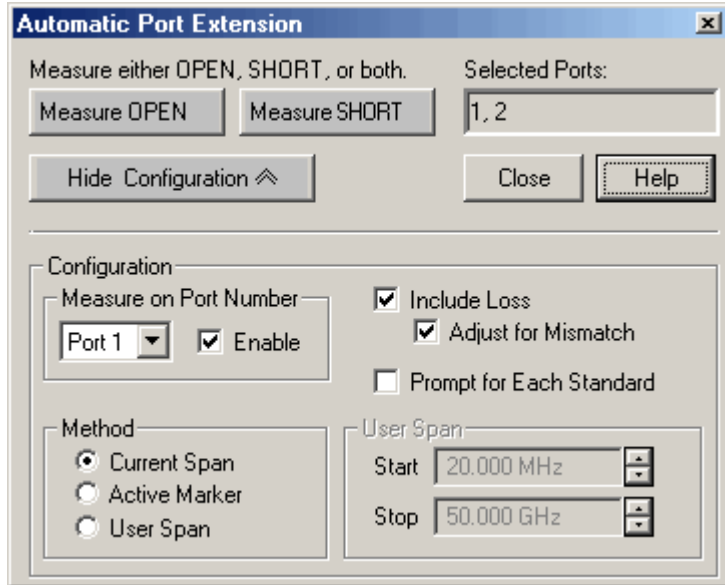 Automatic Port Extension
Measure either OPEN, SHORT, or both.
Selected Ports:
Measure OPEN
Measure SHORT
1, 2
Hide Configuration
Close
Help
Configuration
Measure on Port Number
Port 1
Enable
Include Loss
Adjust for Mismatch
Prompt for Each Standard
Method
Current Span
Active Marker
User Span
User Span
Start
20.000 MHz
Stop
50.000 GHz